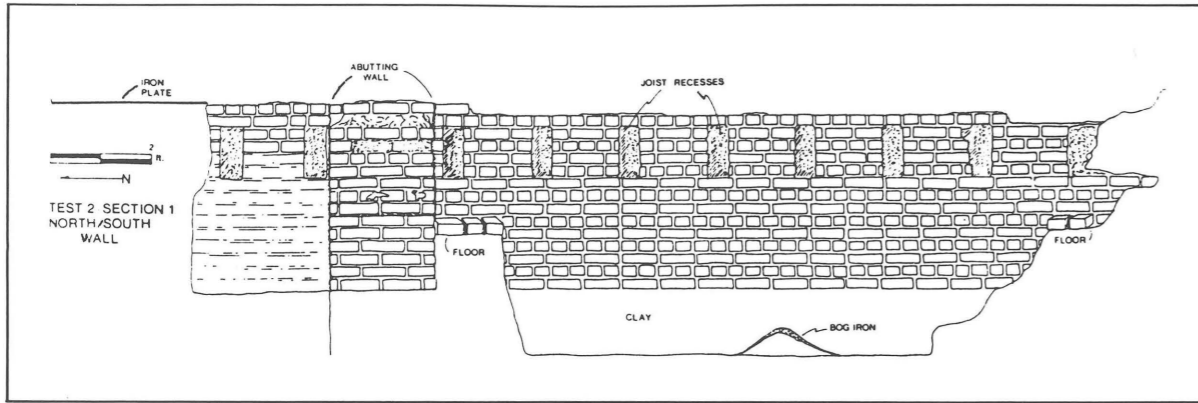 ABUTTING
WALL
IRON
PLATE
JOIST RECESSES
2
ft.
N
TEST 2 SECTION 1
NORTH/SOUTH
WALL
FLOOR
FLOOR
CLAY
BOG IRON